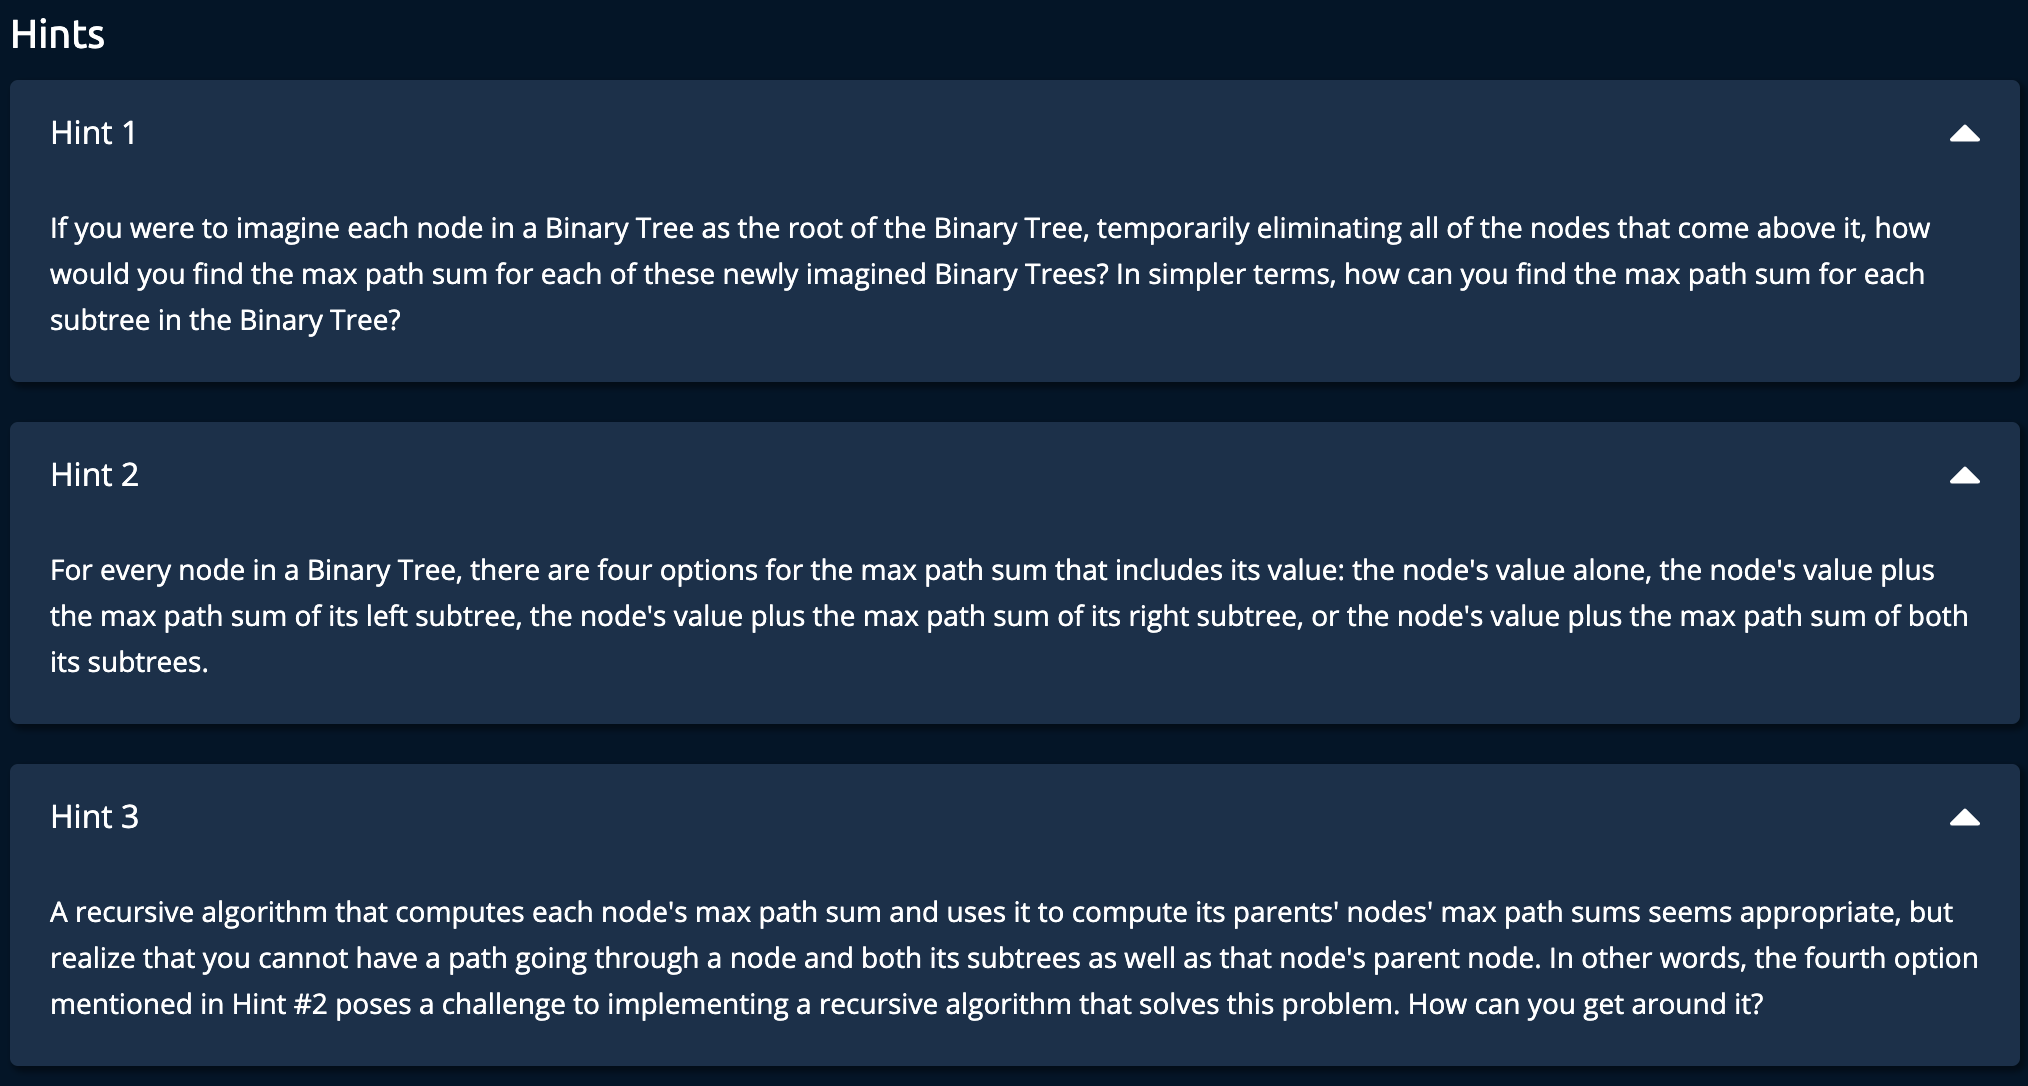 Hints
Hint 1
If you were to imagine each node in a Binary Tree as the root of the Binary Tree, temporarily eliminating all of the nodes that come above it, how
would you find the max path sum for each of these newly imagined Binary Trees? In simpler terms, how can you find the max path sum for each
subtree in the Binary Tree?
Hint 2
For every node in a Binary Tree, there are four options for the max path sum that includes its value: the node's value alone, the node's value plus
the max path sum of its left subtree, the node's value plus the max path sum of its right subtree, or the node's value plus the max path sum of both
its subtrees.
Hint 3
A recursive algorithm that computes each node's max path sum and uses it to compute its parents' nodes' max path sums seems appropriate, but
realize that you cannot have a path going through a node and both its subtrees as well as that node's parent node. In other words, the fourth option
mentioned in Hint #2 poses a challenge to implementing a recursive algorithm that solves this problem. How can you get around it?